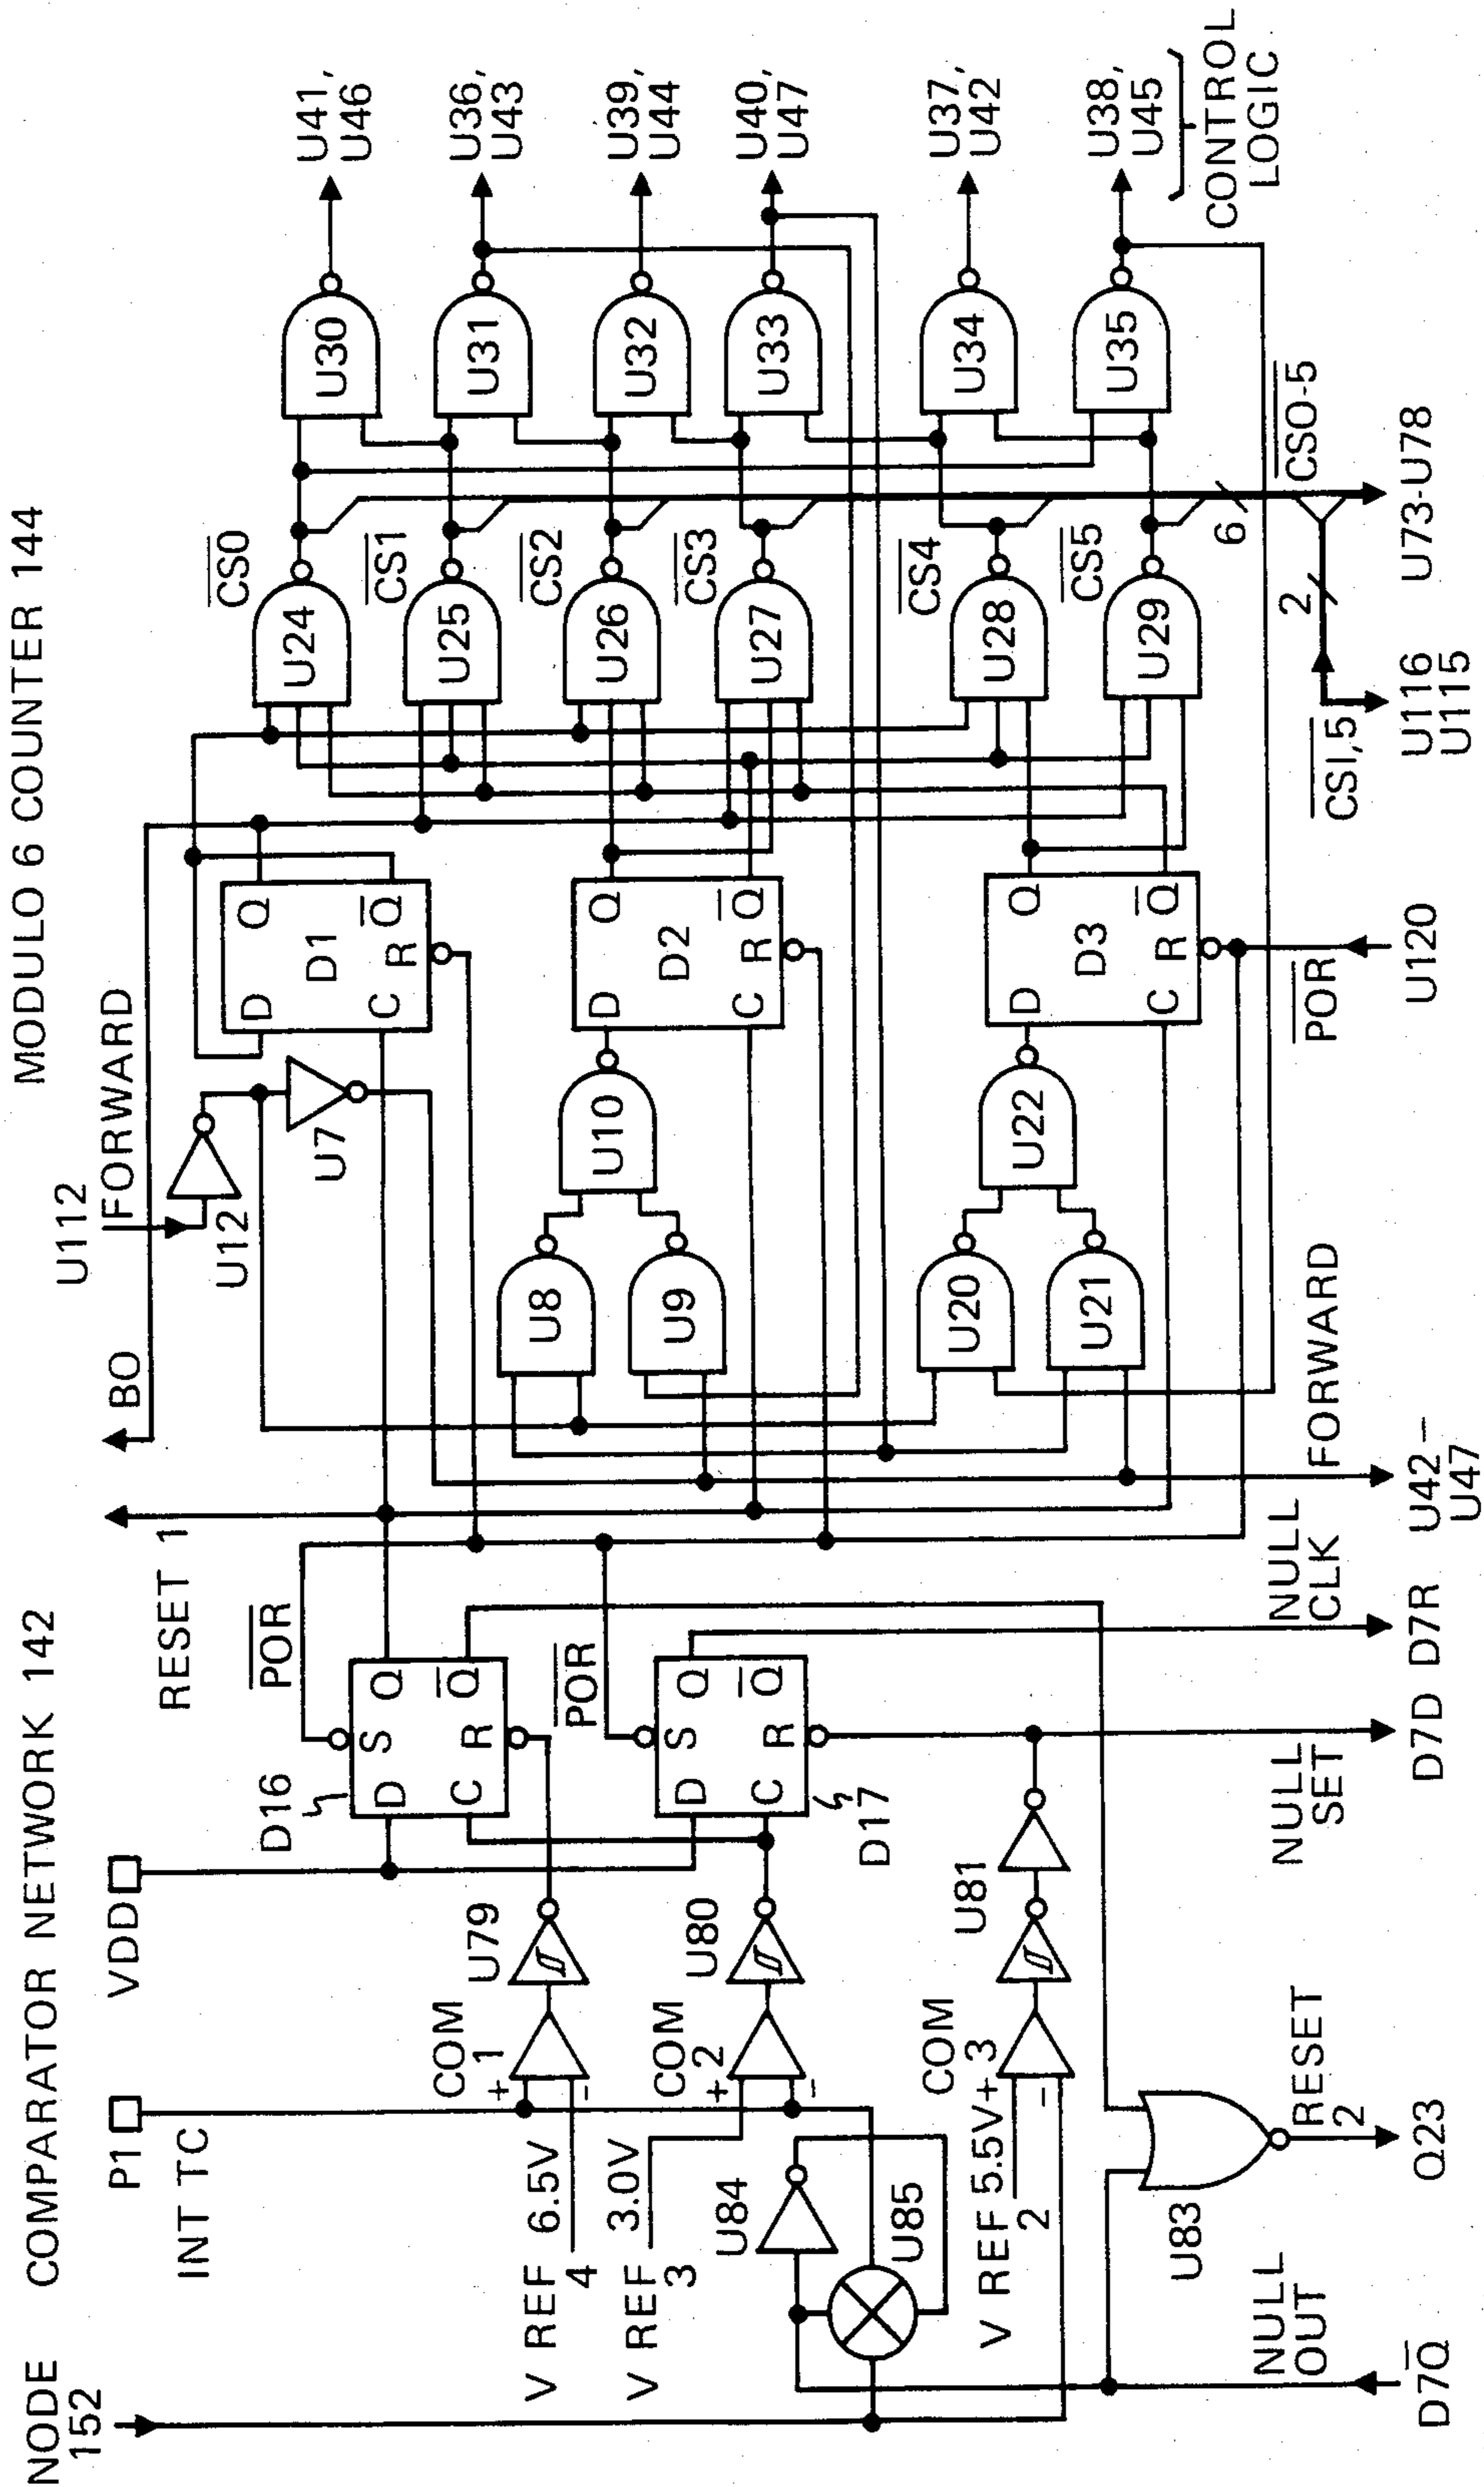 NODE
152
COMPARATOR NETWORK 142
MODULO 6 COUNTER 144
P1
INT TC
VDD
RESET 1
BO
U112
FORWARD
U12
U7
POR
D16
D
S
Q
C
R
Q
COM
1
+
-
U79
V REF
4
6.5V
COM
2
+
-
U80
V REF
3
3.0V
POR
D
S
Q
C
R
Q
D17
U84
U85
COM
3
+
-
V REF
2
5.5V
U81
U83
NULL
OUT
D7Q
RESET
2
Q23
NULL
SET
D7D
NULL
CLK
D7R
FORWARD
U42-
U47
U8
U9
U10
U20
U21
U22
D
Q
D1
C
R
Q
D
Q
D2
C
R
Q
D
Q
D3
C
R
Q
POR
U120
U24
CS0
U25
CS1
U26
CS2
U27
CS3
U28
CS4
U29
CS5
U30
U31
U32
U33
U34
U35
U41,
U46
U36,
U43
U39,
U44
U40,
U47
U37,
U42
U38,
U45
CONTROL
LOGIC
6
CSO-5
2
CSI,5
U116
U115
U73-U78